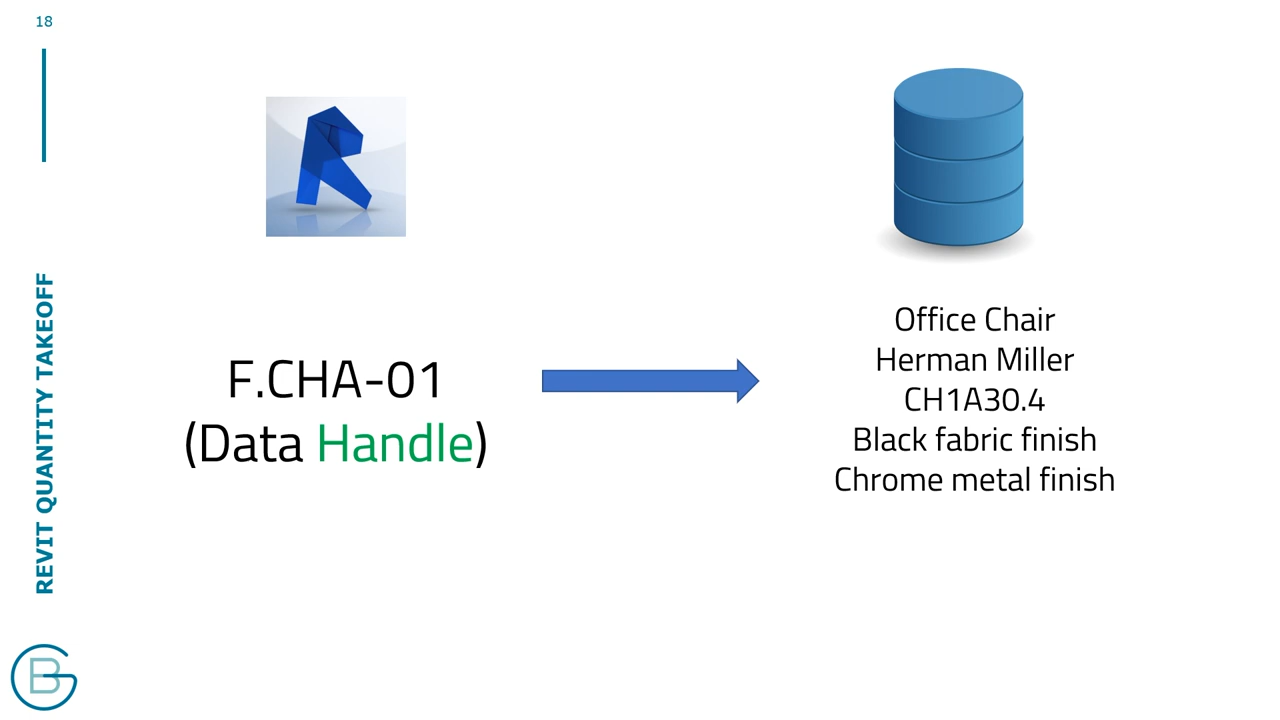 18
REVIT QUANTITY TAKEOFF
F.CHA-01
(Data Handle)
Office Chair
Herman Miller
CH1A30.4
Black fabric finish
Chrome metal finish